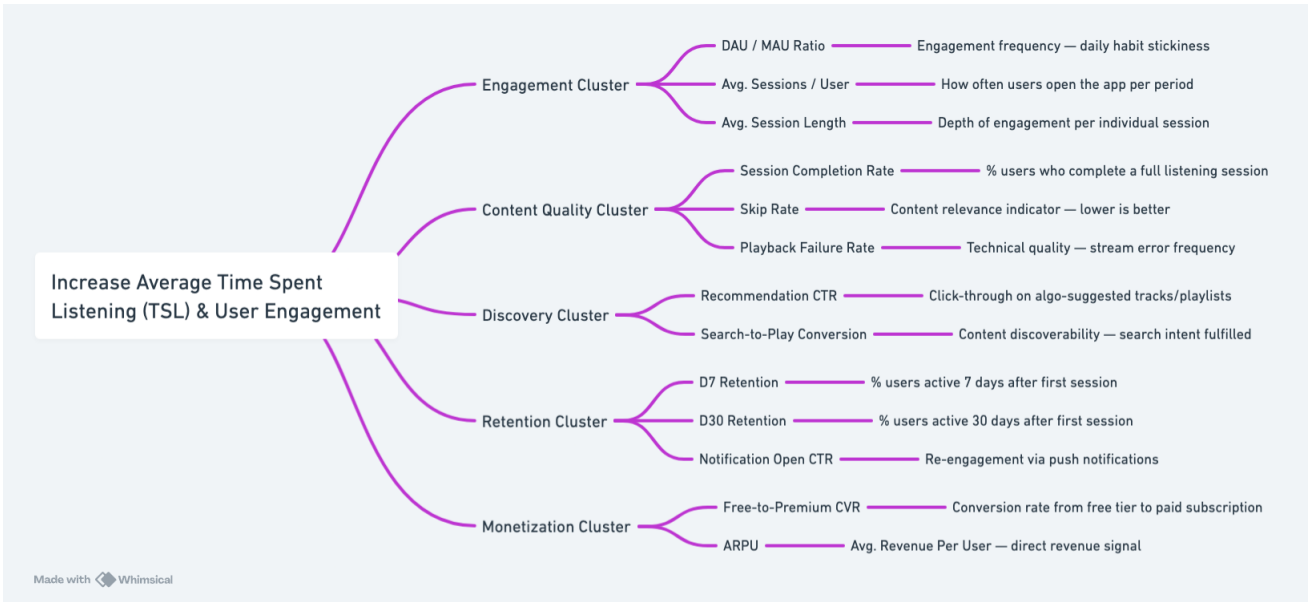 Increase Average Time Spent
Listening (TSL) & User Engagement
Engagement Cluster
DAU / MAU Ratio
Engagement frequency — daily habit stickiness
Avg. Sessions / User
How often users open the app per period
Avg. Session Length
Depth of engagement per individual session
Content Quality Cluster
Session Completion Rate
% users who complete a full listening session
Skip Rate
Content relevance indicator — lower is better
Playback Failure Rate
Technical quality — stream error frequency
Discovery Cluster
Recommendation CTR
Click-through on algo-suggested tracks/playlists
Search-to-Play Conversion
Content discoverability — search intent fulfilled
Retention Cluster
D7 Retention
% users active 7 days after first session
D30 Retention
% users active 30 days after first session
Notification Open CTR
Re-engagement via push notifications
Monetization Cluster
Free-to-Premium CVR
Conversion rate from free tier to paid subscription
ARPU
Avg. Revenue Per User — direct revenue signal
Made with Whimsical